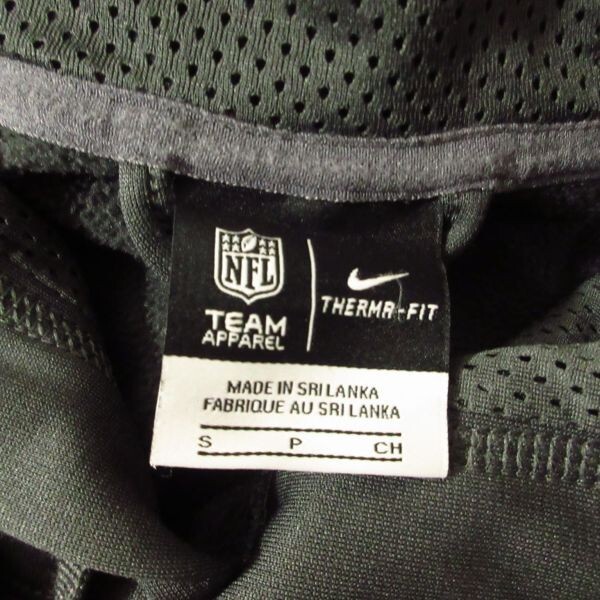 NFL
TEAM
APPAREL
THERMA-FIT
MADE IN SRI LANKA
FABRIQUE AU SRI LANKA
S P CH